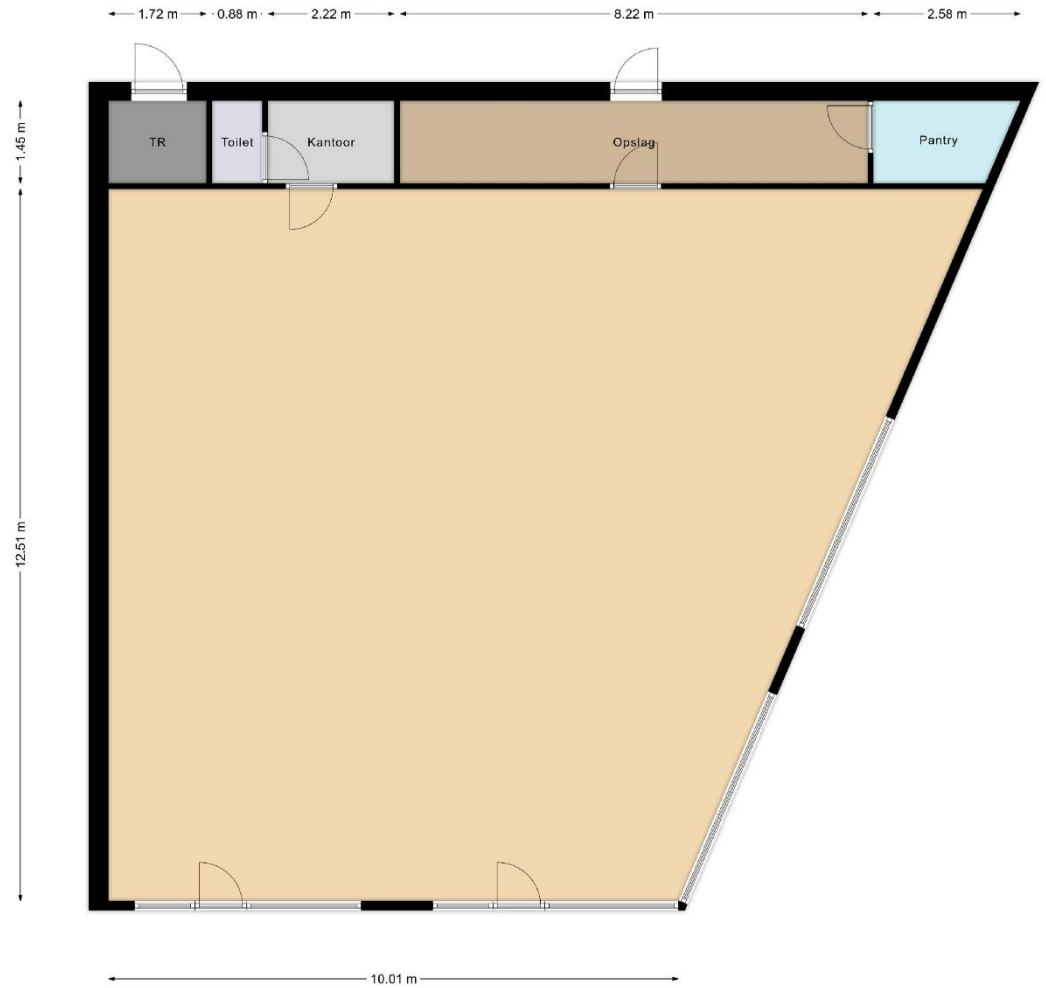 1.72 m
0.88 m
2.22 m
8.22 m
2.58 m
1.45 m
TR
Toilet
Kantoor
Opslag
Pantry
12.51 m
10.01 m